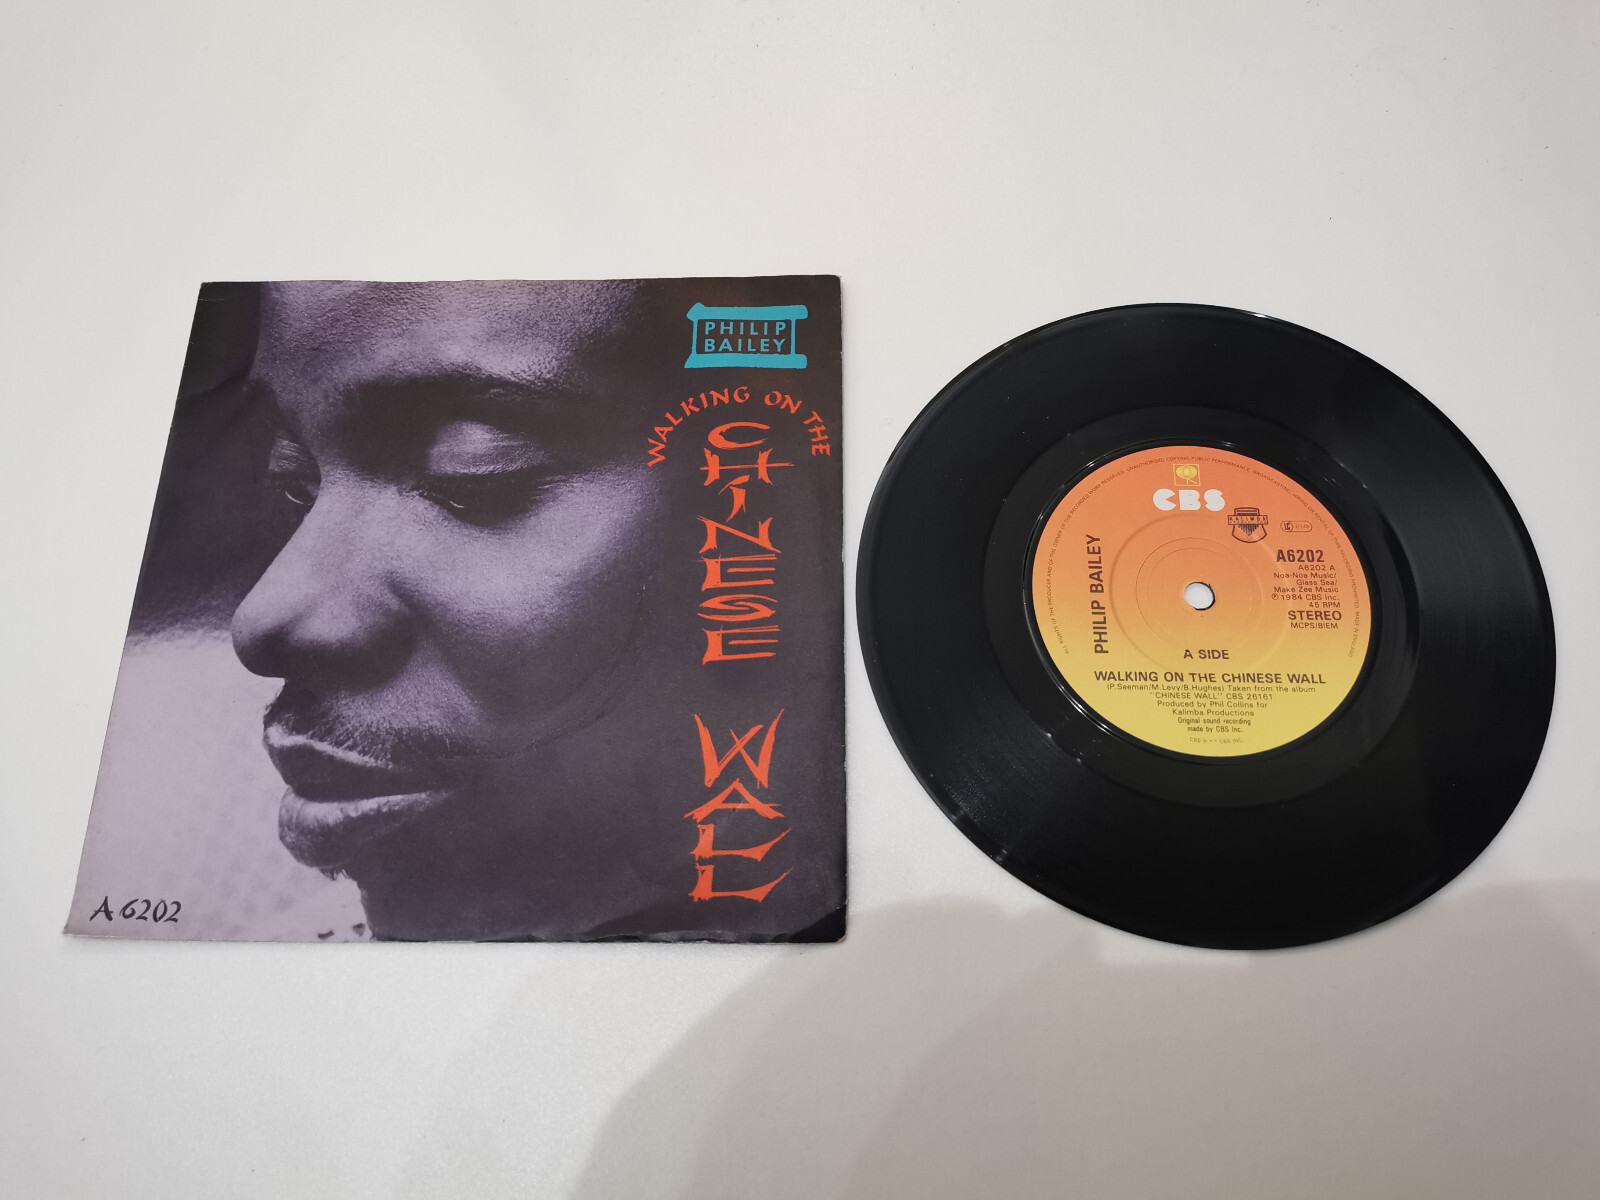 PHILIP
BAILEY
WALKING ON THE
CHINESE
WALL
A 6202
CBS
A6202
A6202 A
Noa-Noa Music/
Glass Sea/
Make Zee Music
℗ 1984 CBS Inc.
45 RPM
STEREO
MCPS/BIEM
PHILIP BAILEY
A SIDE
WALKING ON THE CHINESE WALL
(P.Seeman/M.Levy/B.Hughes) Taken from the album
"CHINESE WALL" CBS 26161
Produced by Phil Collins for
Kalimba Productions
Original sound recording
made by CBS Inc.